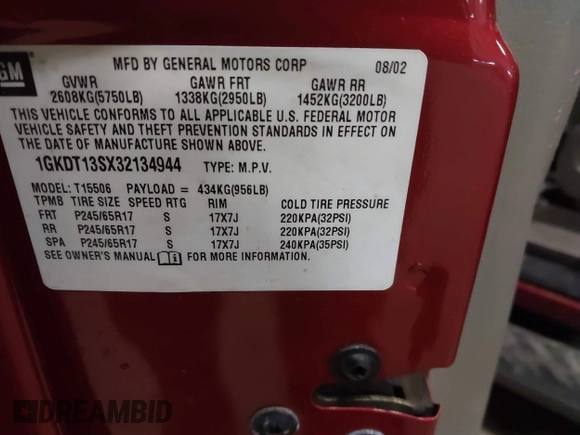 GM
MFD BY GENERAL MOTORS CORP 08/02
GVWR GAWR FRT GAWR RR
2608KG(5750LB) 1338KG(2950LB) 1452KG(3200LB)
THIS VEHICLE CONFORMS TO ALL APPLICABLE U.S. FEDERAL MOTOR
VEHICLE SAFETY AND THEFT PREVENTION STANDARDS IN EFFECT ON
THE DATE OF MANUFACTURE SHOWN ABOVE.
1GKDT13SX32134944 TYPE: M.P.V.
MODEL: T15506 PAYLOAD = 434KG(956LB)
TPMB TIRE SIZE SPEED RTG RIM COLD TIRE PRESSURE
FRT P245/65R17 S 17X7J 220KPA(32PSI)
RR P245/65R17 S 17X7J 220KPA(32PSI)
SPA P245/65R17 S 17X7J 240KPA(35PSI)
SEE OWNER'S MANUAL FOR MORE INFORMATION.
DREAMBID